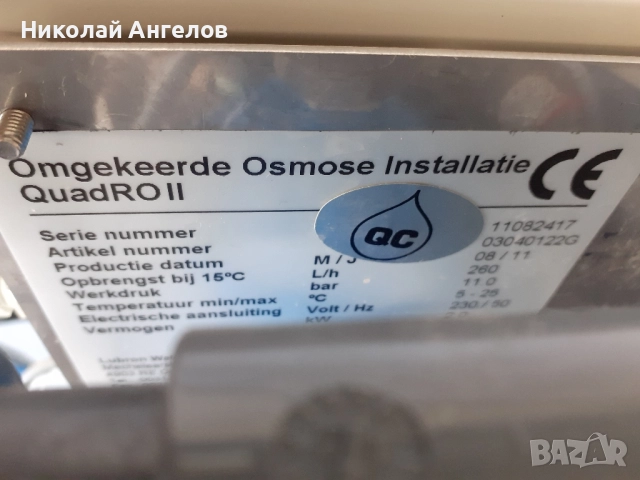 Николай Ангелов
Omgekeerde Osmose Installatie CE
QuadRO II
QC
Serie nummer 11082417
Artikel nummer 03040122G
Productie datum M / J 08 / 11
Opbrengst bij 15ºC L/h 260
Werkdruk bar 11.0
Temperatuur min/max ºC 5 - 25
Electrische aansluiting Volt / Hz 230 / 50
Vermogen kW
BAZAR